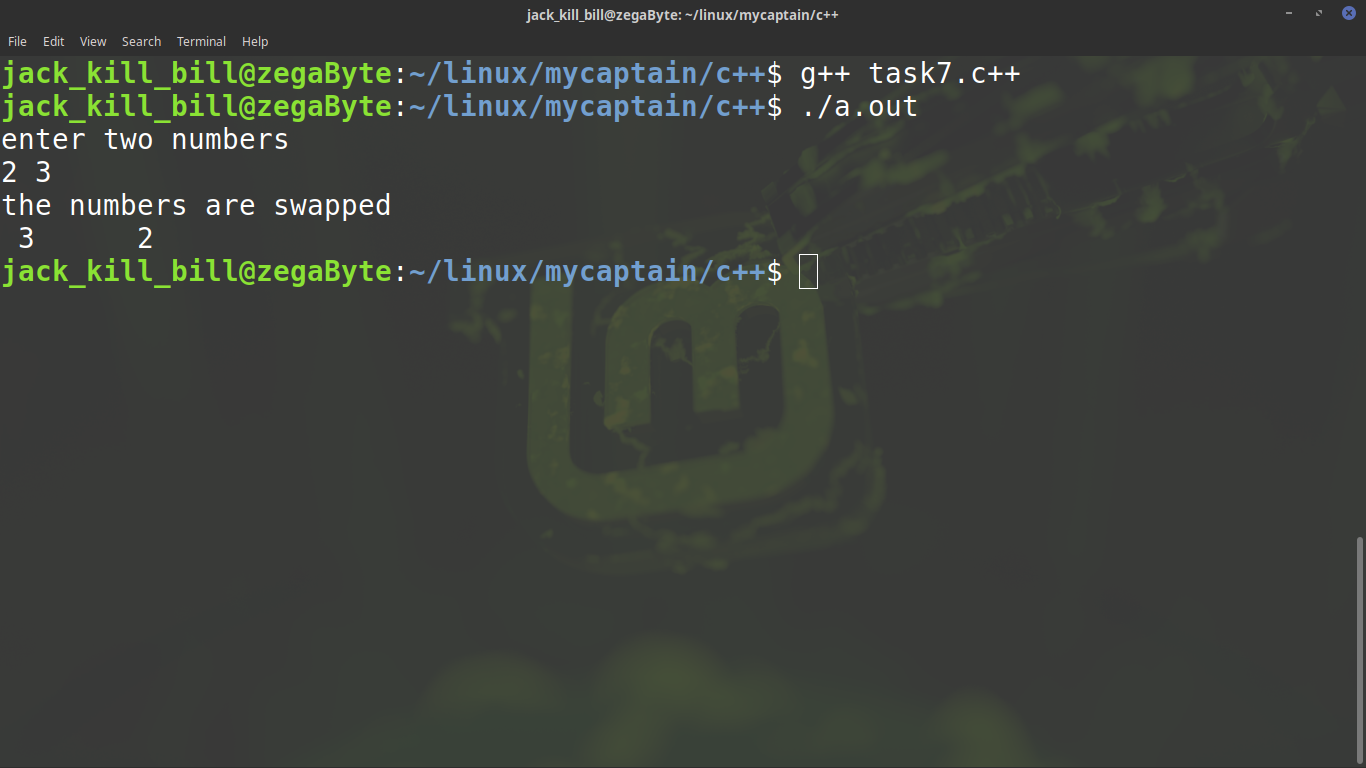 jack_kill_bill@zegaByte: ~/linux/mycaptain/c++
File Edit View Search Terminal Help
jack_kill_bill@zegaByte:~/linux/mycaptain/c++$ g++ task7.c++
jack_kill_bill@zegaByte:~/linux/mycaptain/c++$ ./a.out
enter two numbers
2 3
the numbers are swapped
 3      2
jack_kill_bill@zegaByte:~/linux/mycaptain/c++$